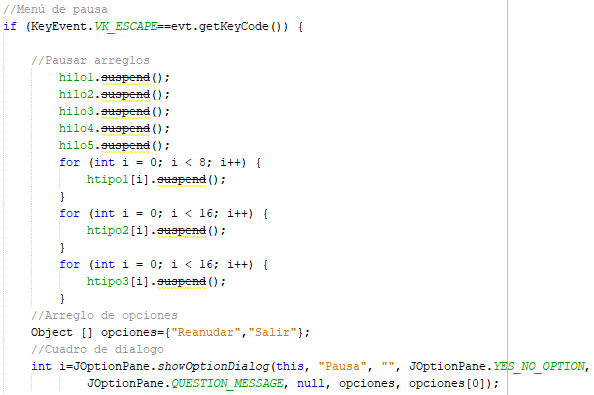 //Menú de pausa
if (KeyEvent.VK_ESCAPE==evt.getKeyCode()) {
//Pausar arreglos
hilo1.suspend();
hilo2.suspend();
hilo3.suspend();
hilo4.suspend();
hilo5.suspend();
for (int i = 0; i < 8; i++) {
htipo1[i].suspend();
}
for (int i = 0; i < 16; i++) {
htipo2[i].suspend();
}
for (int i = 0; i < 16; i++) {
htipo3[i].suspend();
}
//Arreglo de opciones
Object [] opciones={"Reanudar","Salir"};
//Cuadro de dialogo
int i=JOptionPane.showOptionDialog(this, "Pausa", "", JOptionPane.YES_NO_OPTION,
JOptionPane.QUESTION_MESSAGE, null, opciones, opciones[0]);